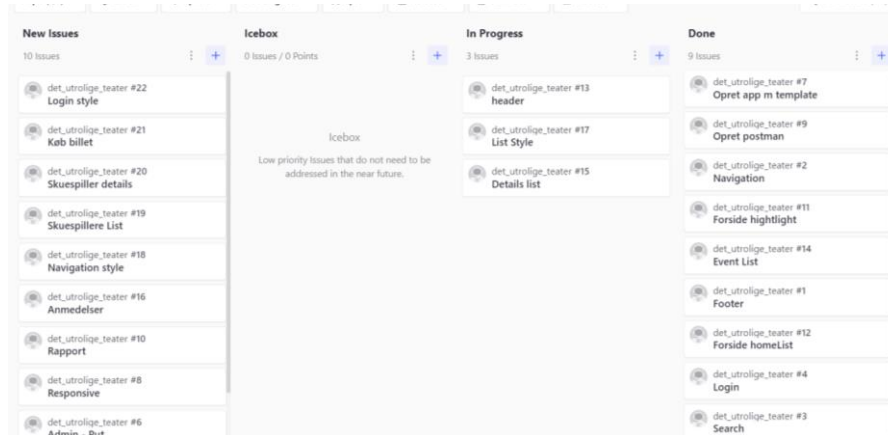 New Issues
10 Issues
det_utrolige_teater #22
Login style
det_utrolige_teater #21
Køb billet
det_utrolige_teater #20
Skuespiller details
det_utrolige_teater #19
Skuespillere List
det_utrolige_teater #18
Navigation style
det_utrolige_teater #16
Anmedelser
det_utrolige_teater #10
Rapport
det_utrolige_teater #8
Responsive
det_utrolige_teater #6
Admin - Put
Icebox
0 Issues / 0 Points
Icebox
Low priority Issues that do not need to be
addressed in the near future.
In Progress
3 Issues
det_utrolige_teater #13
header
det_utrolige_teater #17
List Style
det_utrolige_teater #15
Details list
Done
9 Issues
det_utrolige_teater #7
Opret app m template
det_utrolige_teater #9
Opret postman
det_utrolige_teater #2
Navigation
det_utrolige_teater #11
Forside hightlight
det_utrolige_teater #14
Event List
det_utrolige_teater #1
Footer
det_utrolige_teater #12
Forside homeList
det_utrolige_teater #4
Login
det_utrolige_teater #3
Search